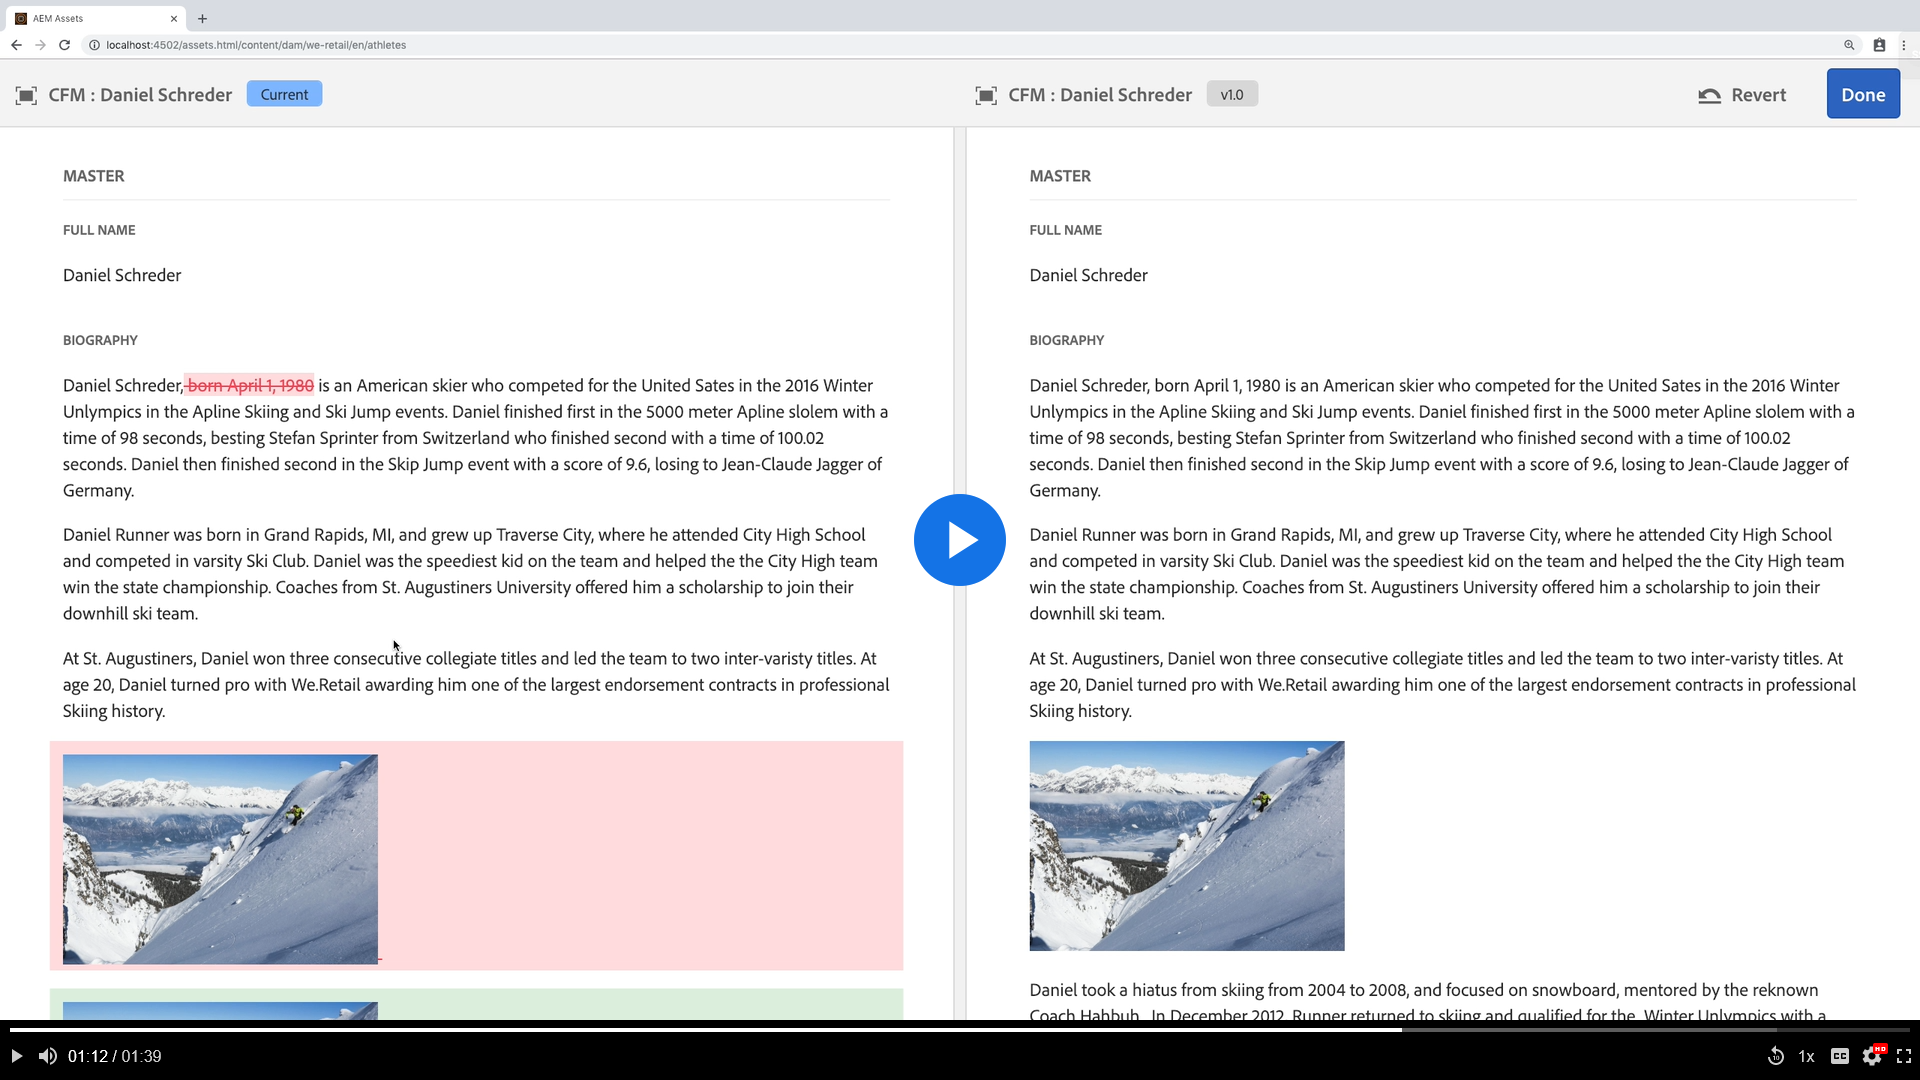 AEM Assets
localhost:4502/assets.html/content/dam/we-retail/en/athletes
CFM : Daniel Schreder Current
CFM : Daniel Schreder v1.0 Revert Done
MASTER
FULL NAME
Daniel Schreder
BIOGRAPHY
Daniel Schreder, born April 1, 1980 is an American skier who competed for the United Sates in the 2016 Winter
Unlympics in the Apline Skiing and Ski Jump events. Daniel finished first in the 5000 meter Apline slolem with a
time of 98 seconds, besting Stefan Sprinter from Switzerland who finished second with a time of 100.02
seconds. Daniel then finished second in the Skip Jump event with a score of 9.6, losing to Jean-Claude Jagger of
Germany.
Daniel Runner was born in Grand Rapids, MI, and grew up Traverse City, where he attended City High School
and competed in varsity Ski Club. Daniel was the speediest kid on the team and helped the the City High team
win the state championship. Coaches from St. Augustiners University offered him a scholarship to join their
downhill ski team.
At St. Augustiners, Daniel won three consecutive collegiate titles and led the team to two inter-varisty titles. At
age 20, Daniel turned pro with We.Retail awarding him one of the largest endorsement contracts in professional
Skiing history.
MASTER
FULL NAME
Daniel Schreder
BIOGRAPHY
Daniel Schreder, born April 1, 1980 is an American skier who competed for the United Sates in the 2016 Winter
Unlympics in the Apline Skiing and Ski Jump events. Daniel finished first in the 5000 meter Apline slolem with a
time of 98 seconds, besting Stefan Sprinter from Switzerland who finished second with a time of 100.02
seconds. Daniel then finished second in the Skip Jump event with a score of 9.6, losing to Jean-Claude Jagger of
Germany.
Daniel Runner was born in Grand Rapids, MI, and grew up Traverse City, where he attended City High School
and competed in varsity Ski Club. Daniel was the speediest kid on the team and helped the the City High team
win the state championship. Coaches from St. Augustiners University offered him a scholarship to join their
downhill ski team.
At St. Augustiners, Daniel won three consecutive collegiate titles and led the team to two inter-varisty titles. At
age 20, Daniel turned pro with We.Retail awarding him one of the largest endorsement contracts in professional
Skiing history.
Daniel took a hiatus from skiing from 2004 to 2008, and focused on snowboard, mentored by the reknown
Coach Habbuh. In December 2012, Runner returned to skiing and qualified for the Winter Unlympics with a
01:12 / 01:39 10 1x CC HD